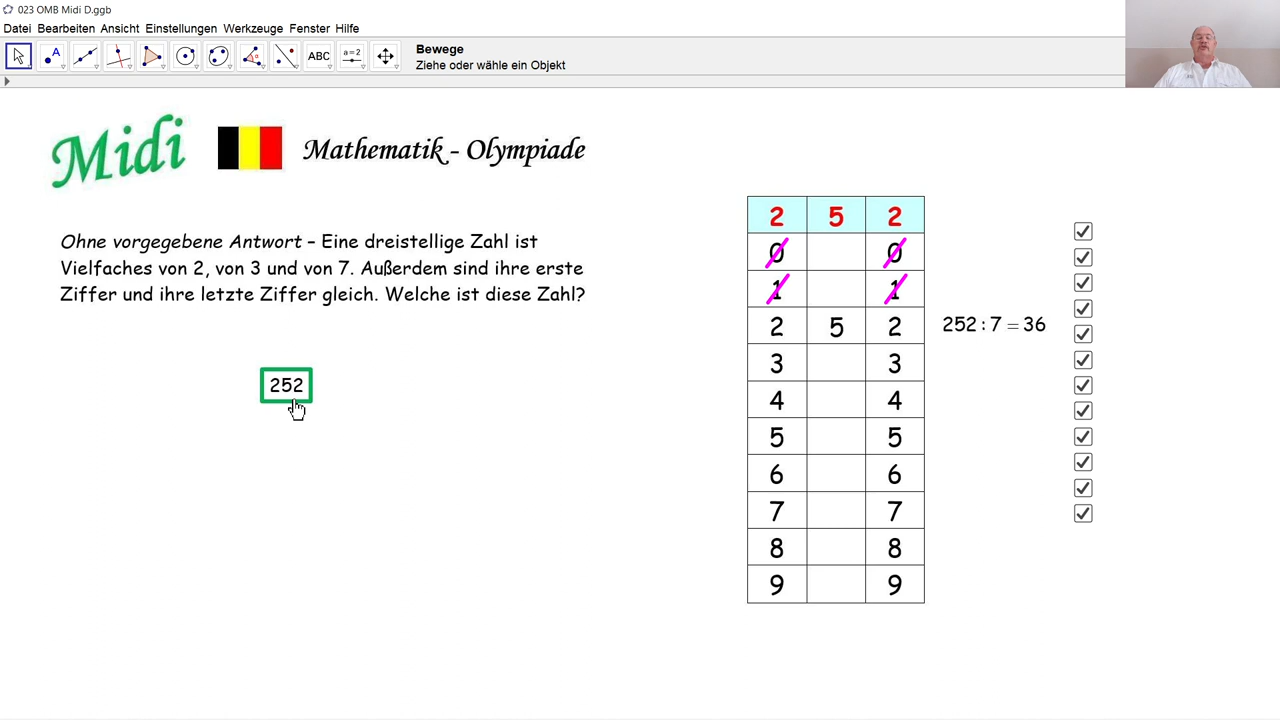 023 OMB Midi D.ggb
Datei Bearbeiten Ansicht Einstellungen Werkzeuge Fenster Hilfe
A
ABC
a=2
Bewege
Ziehe oder wähle ein Objekt
Midi
Mathematik - Olympiade
Ohne vorgegebene Antwort – Eine dreistellige Zahl ist
Vielfaches von 2, von 3 und von 7. Außerdem sind ihre erste
Ziffer und ihre letzte Ziffer gleich. Welche ist diese Zahl?
252
2 5 2
0 0
1 1
2 5 2
3 3
4 4
5 5
6 6
7 7
8 8
9 9
252 : 7 = 36